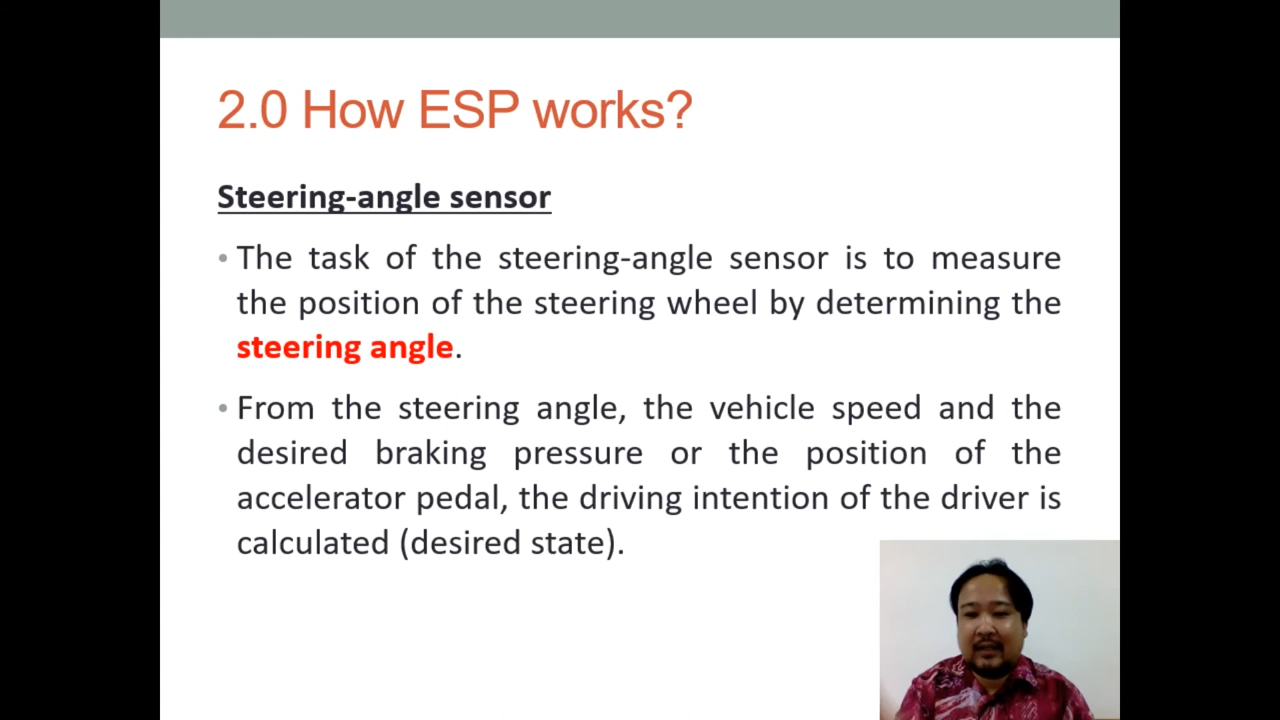 2.0 How ESP works?
Steering-angle sensor
• The task of the steering-angle sensor is to measure
the position of the steering wheel by determining the
steering angle.
• From the steering angle, the vehicle speed and the
desired braking pressure or the position of the
accelerator pedal, the driving intention of the driver is
calculated (desired state).